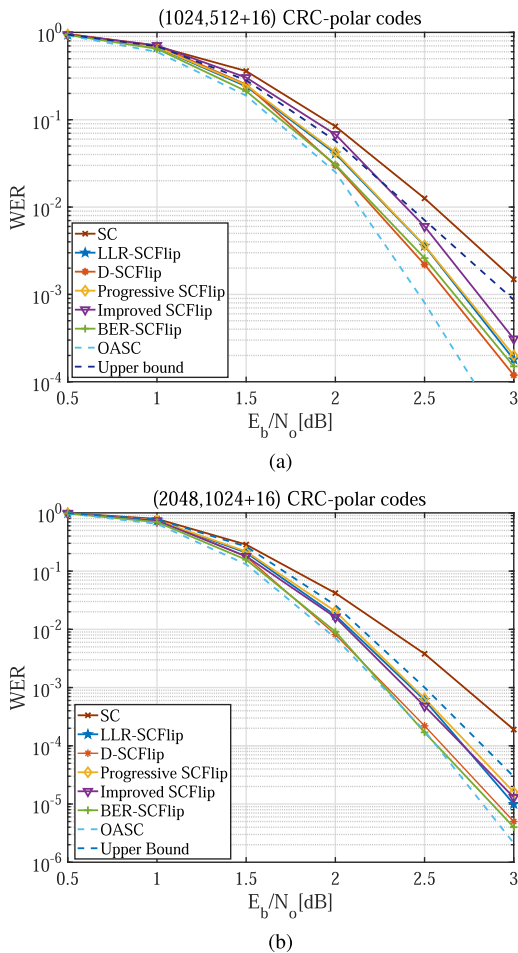 (1024,512+16) CRC-polar codes
10^0
10^-1
10^-2
10^-3
10^-4
WER
SC
LLR-SCFlip
D-SCFlip
Progressive SCFlip
Improved SCFlip
BER-SCFlip
OASC
Upper bound
0.5 1 1.5 2 2.5 3
E_b/N_o[dB]
(a)
(2048,1024+16) CRC-polar codes
10^0
10^-1
10^-2
10^-3
10^-4
10^-5
10^-6
WER
SC
LLR-SCFlip
D-SCFlip
Progressive SCFlip
Improved SCFlip
BER-SCFlip
OASC
Upper Bound
0.5 1 1.5 2 2.5 3
E_b/N_o[dB]
(b)